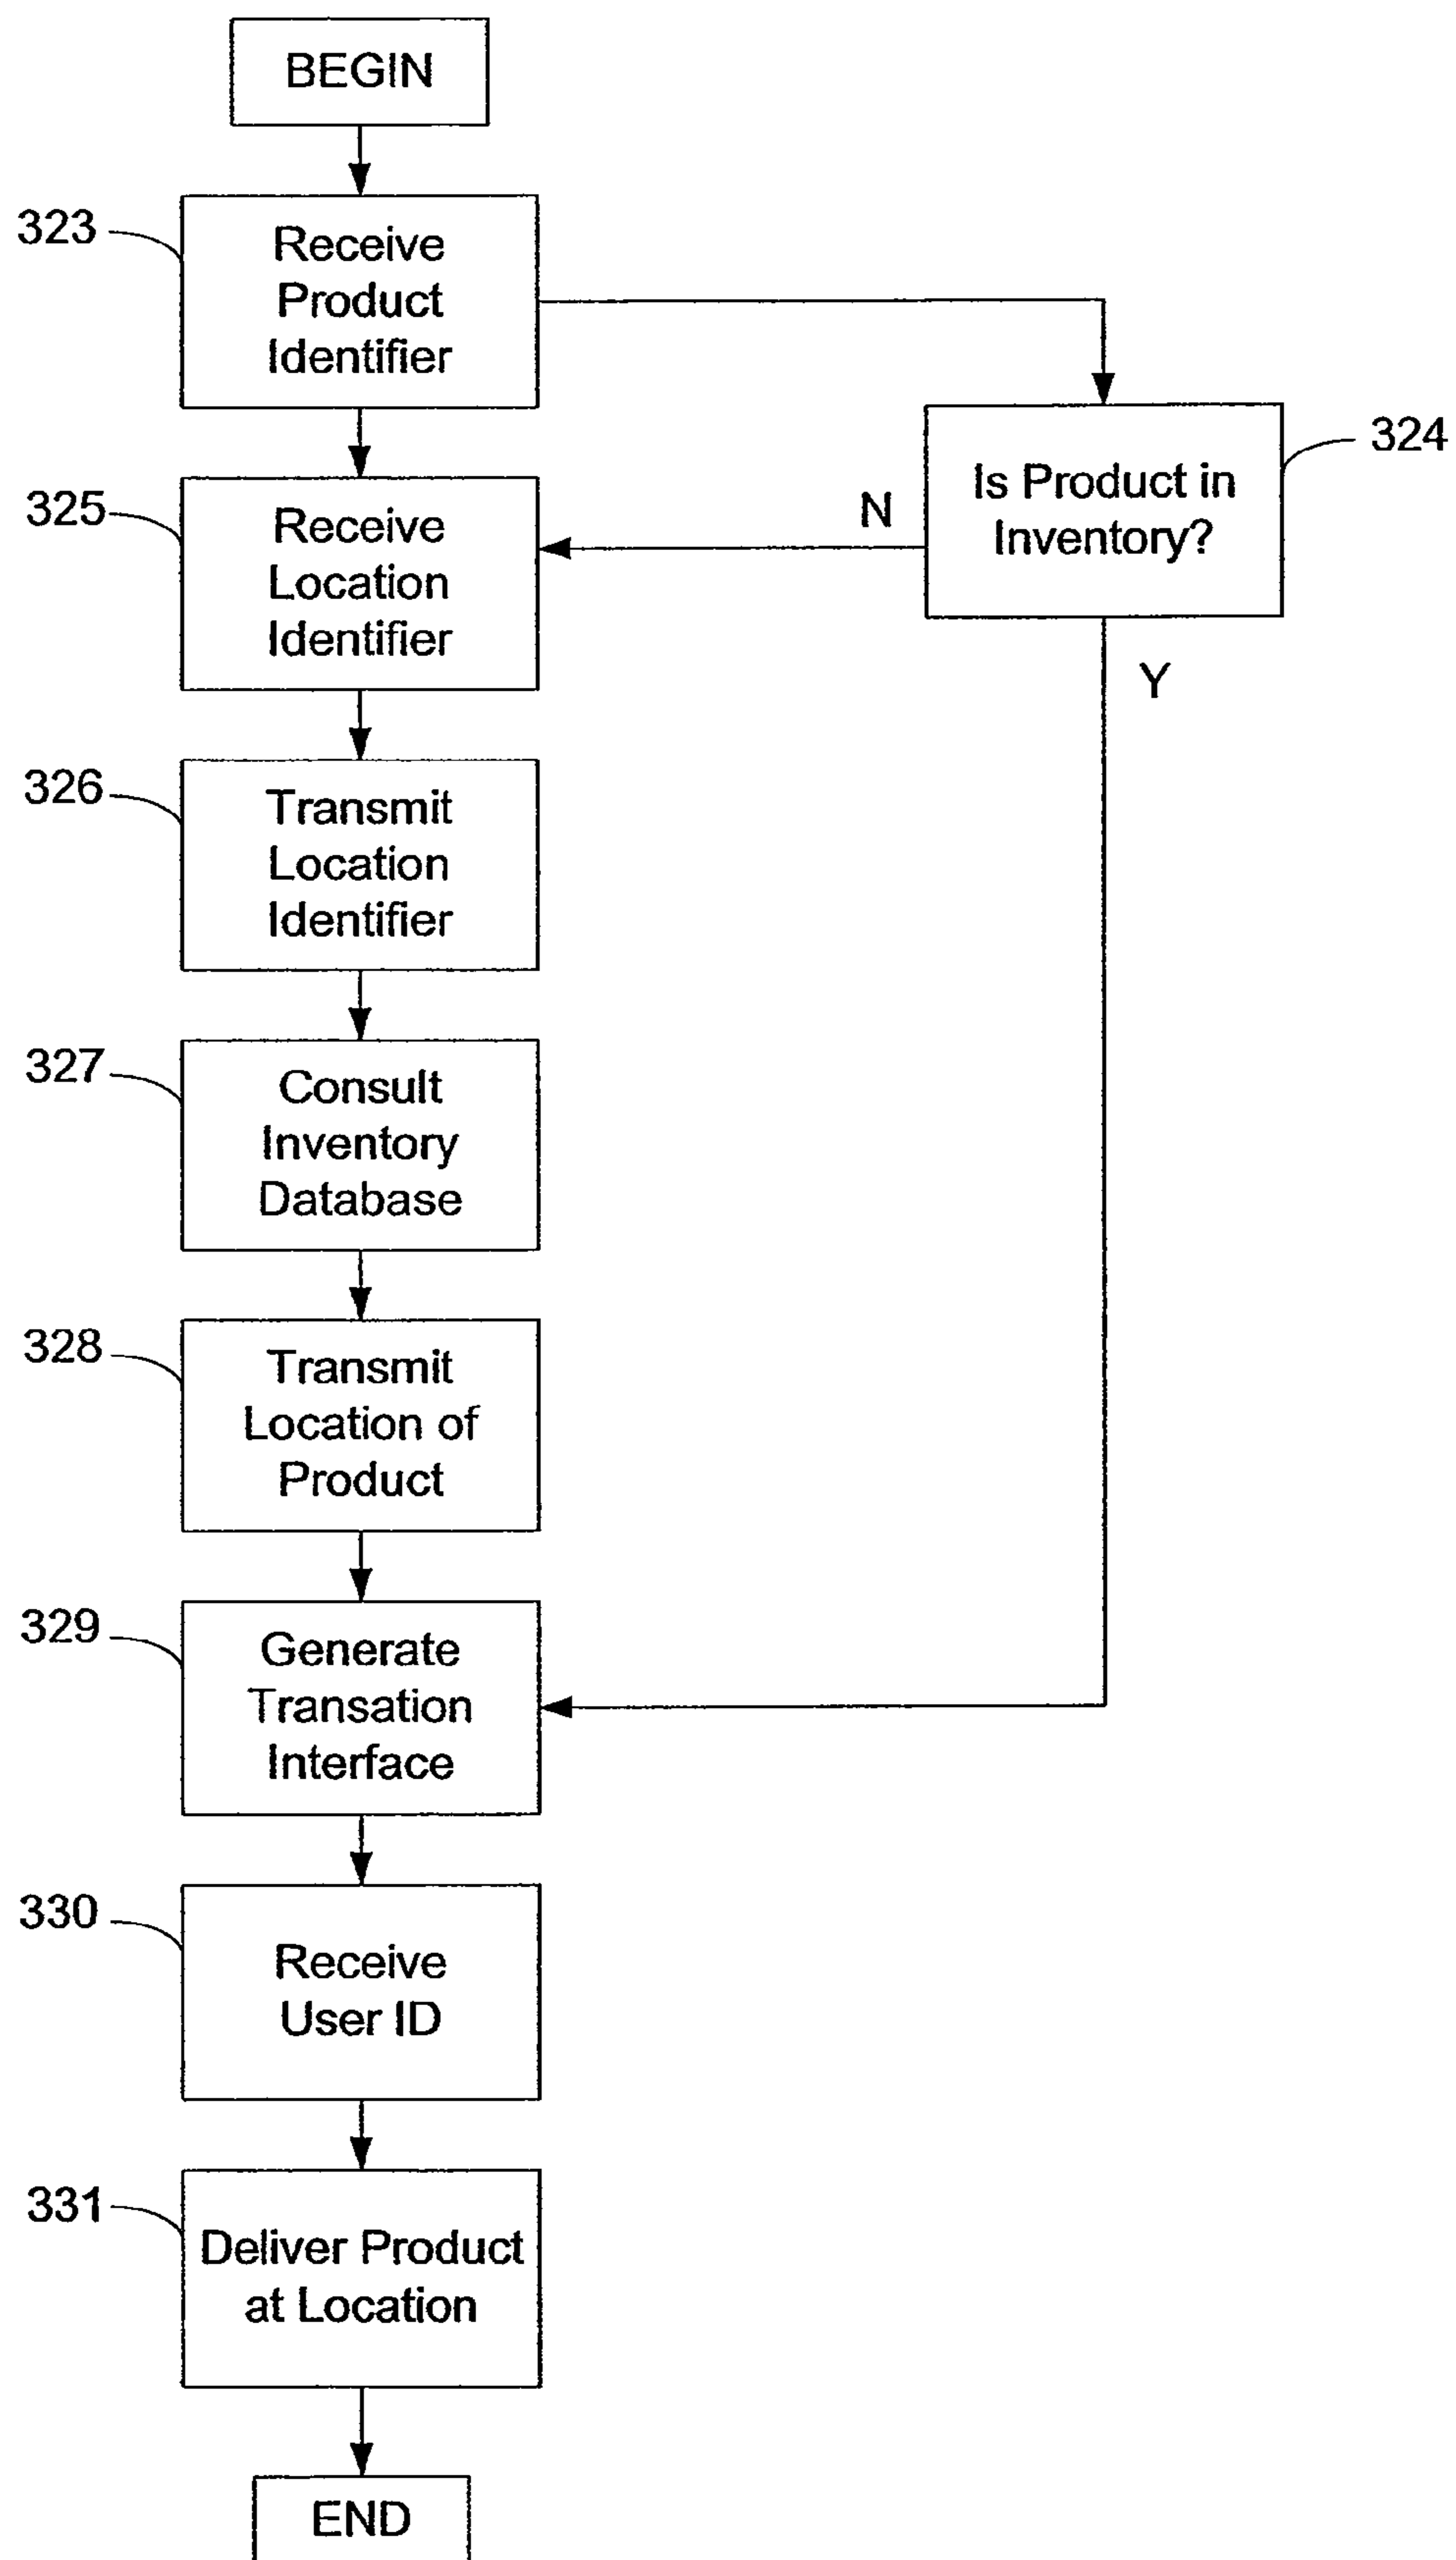 BEGIN
323
Receive
Product
Identifier
324
Is Product in
Inventory?
N
Y
325
Receive
Location
Identifier
326
Transmit
Location
Identifier
327
Consult
Inventory
Database
328
Transmit
Location of
Product
329
Generate
Transation
Interface
330
Receive
User ID
331
Deliver Product
at Location
END